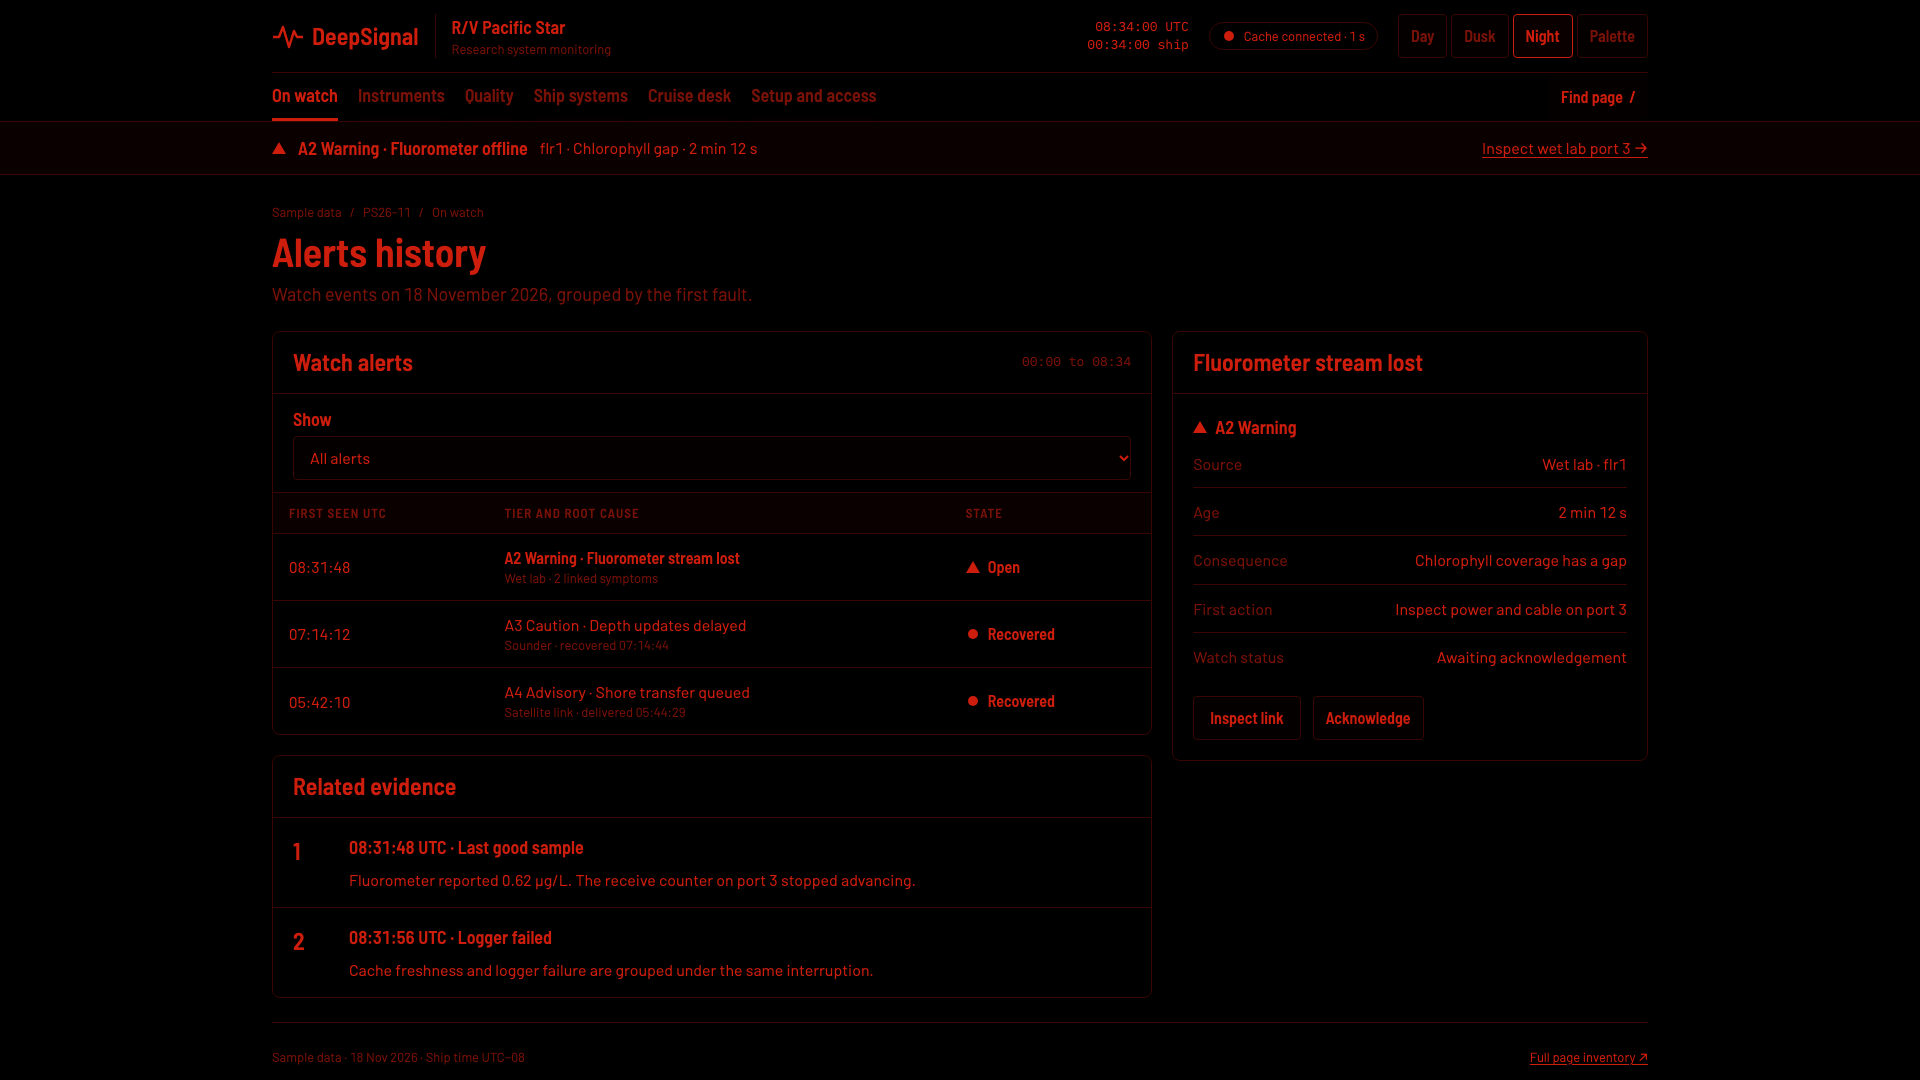 DeepSignal
R/V Pacific Star
Research system monitoring
08:34:00 UTC
00:34:00 ship
Cache connected · 1 s
Day
Dusk
Night
Palette
On watch
Instruments
Quality
Ship systems
Cruise desk
Setup and access
Find page /
A2 Warning · Fluorometer offline flr1 · Chlorophyll gap · 2 min 12 s
Inspect wet lab port 3 →
Sample data / PS26-11 / On watch
Alerts history
Watch events on 18 November 2026, grouped by the first fault.
Watch alerts
00:00 to 08:34
Show
All alerts
FIRST SEEN UTC
TIER AND ROOT CAUSE
STATE
08:31:48
A2 Warning · Fluorometer stream lost
Wet lab · 2 linked symptoms
Open
07:14:12
A3 Caution · Depth updates delayed
Sounder · recovered 07:14:44
Recovered
05:42:10
A4 Advisory · Shore transfer queued
Satellite link · delivered 05:44:29
Recovered
Related evidence
1
08:31:48 UTC · Last good sample
Fluorometer reported 0.62 µg/L. The receive counter on port 3 stopped advancing.
2
08:31:56 UTC · Logger failed
Cache freshness and logger failure are grouped under the same interruption.
Fluorometer stream lost
A2 Warning
Source
Wet lab · flr1
Age
2 min 12 s
Consequence
Chlorophyll coverage has a gap
First action
Inspect power and cable on port 3
Watch status
Awaiting acknowledgement
Inspect link
Acknowledge
Sample data · 18 Nov 2026 · Ship time UTC−08
Full page inventory ↗